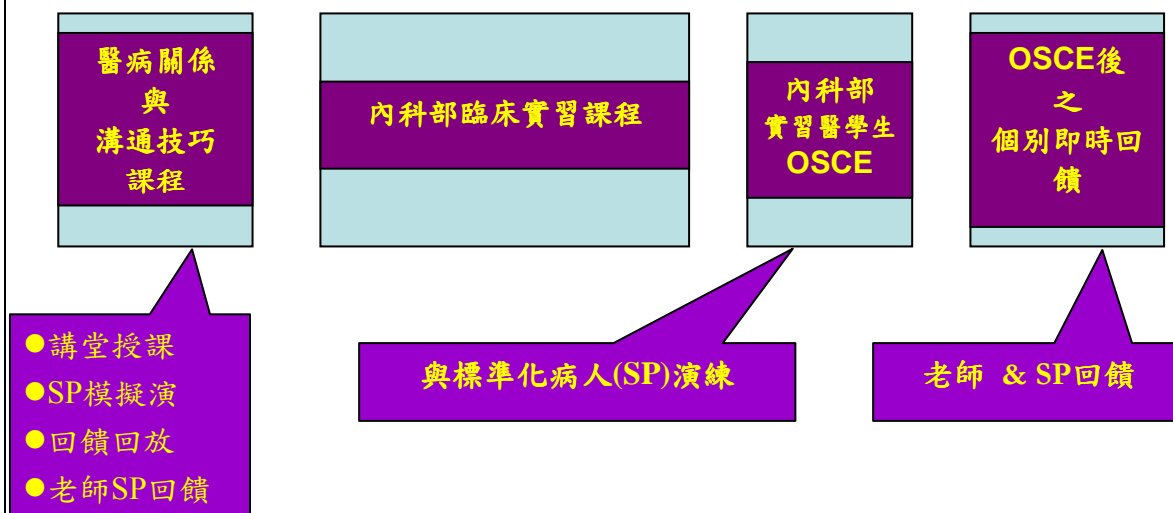 醫病關係
與
溝通技巧
課程
內科部臨床實習課程
內科部
實習醫學生
OSCE
OSCE後
之
個別即時回
饋
●講堂授課
●SP模擬演
●回饋回放
●老師SP回饋
與標準化病人(SP)演練
老師 & SP回饋